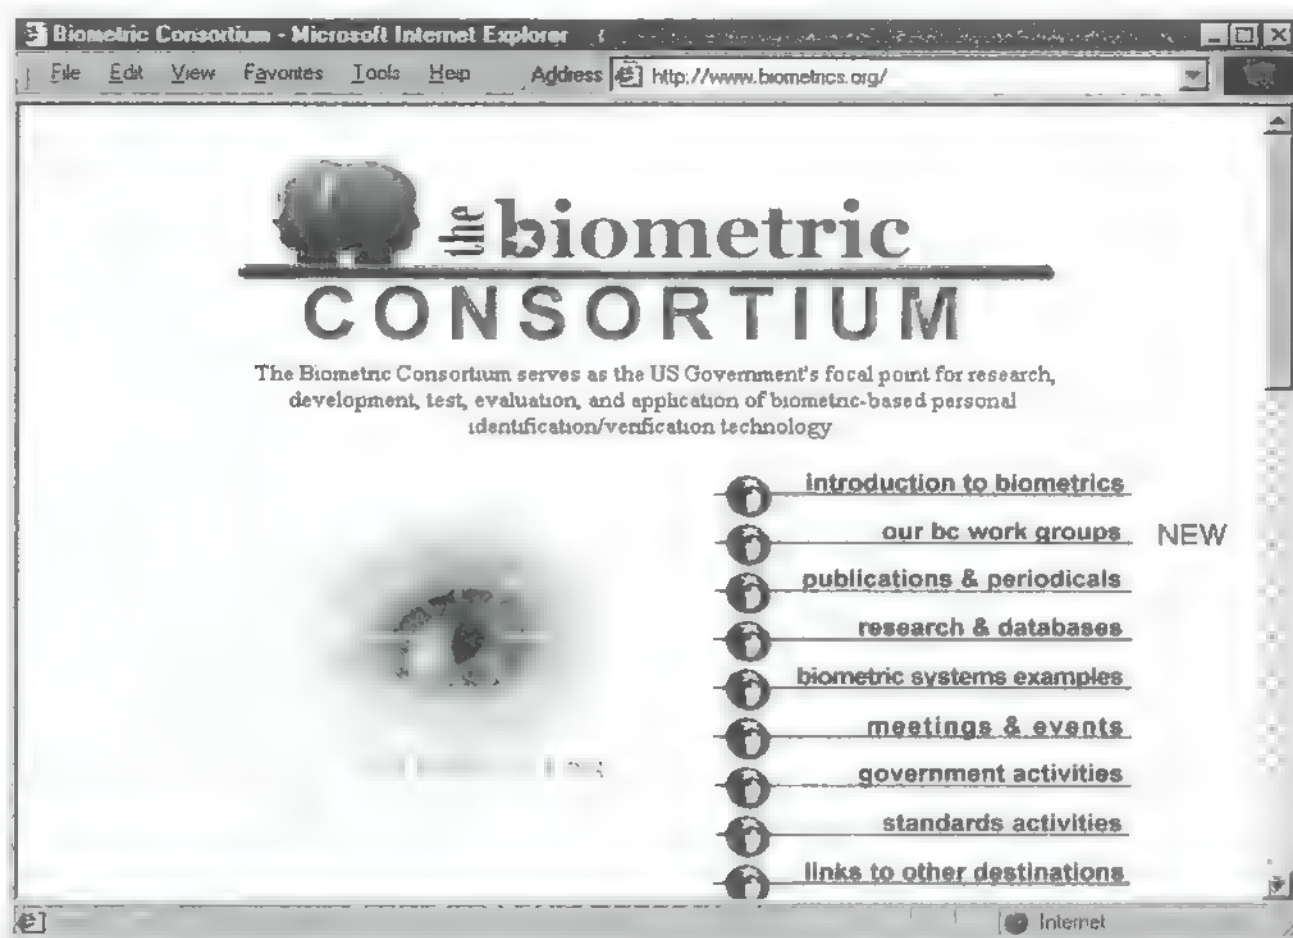 Biometric Consortium - Microsoft Internet Explorer
File Edit View Favorites Tools Help Address http://www.biometrics.org/
the biometric
CONSORTIUM
The Biometric Consortium serves as the US Government's focal point for research,
development, test, evaluation, and application of biometric-based personal
identification/verification technology
introduction to biometrics
our bc work groups NEW
publications & periodicals
research & databases
biometric systems examples
meetings & events
government activities
standards activities
links to other destinations
Internet